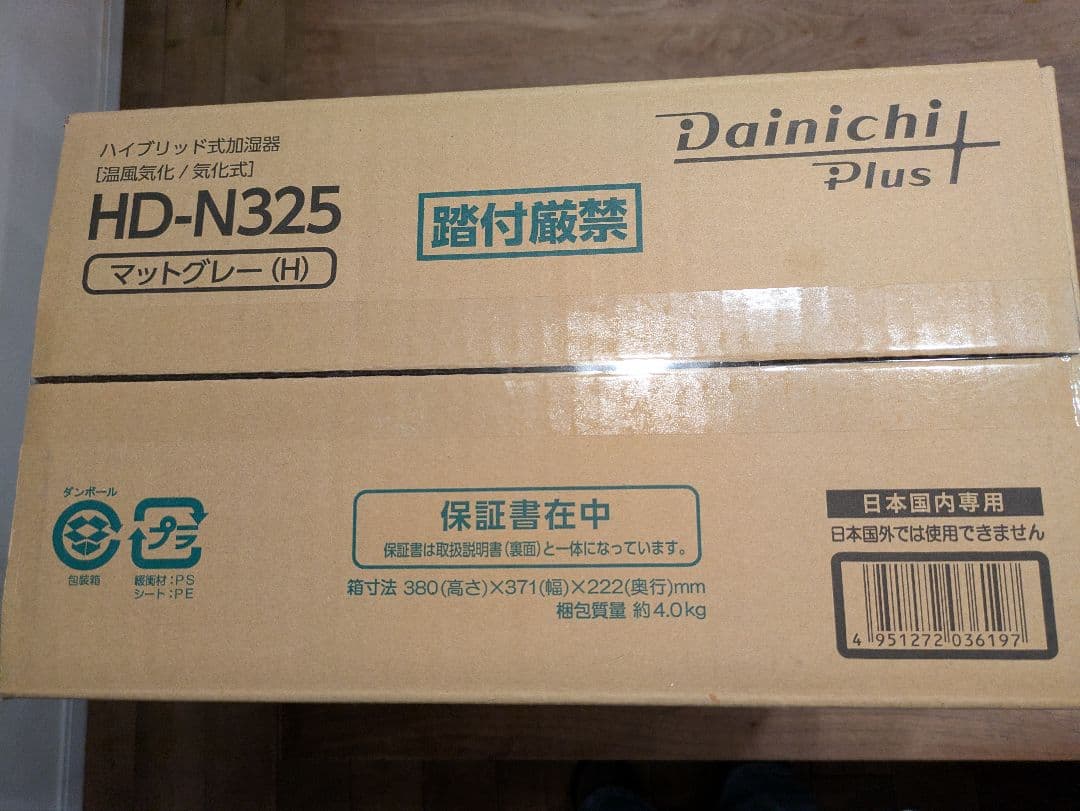 ハイブリッド式加湿器
[温風気化/気化式]
HD-N325
マットグレー(H)
踏付厳禁
Dainichi
Plus
ダンボール
包装箱
プラ
緩衝材:PS
シート:PE
保証書在中
保証書は取扱説明書(裏面)と一体になっています。
箱寸法 380(高さ)×371(幅)×222(奥行)mm
梱包質量 約4.0kg
日本国内専用
日本国外では使用できません
4 951272 036197